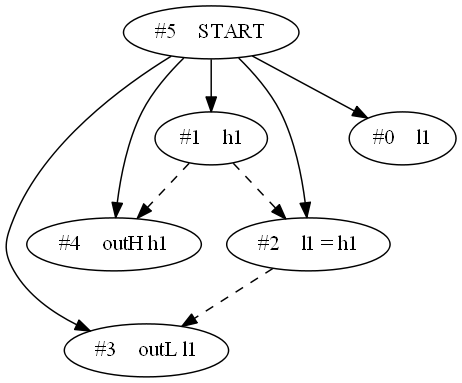 #5 START
#1 h1
#0 l1
#4 outH h1
#2 l1 = h1
#3 outL l1